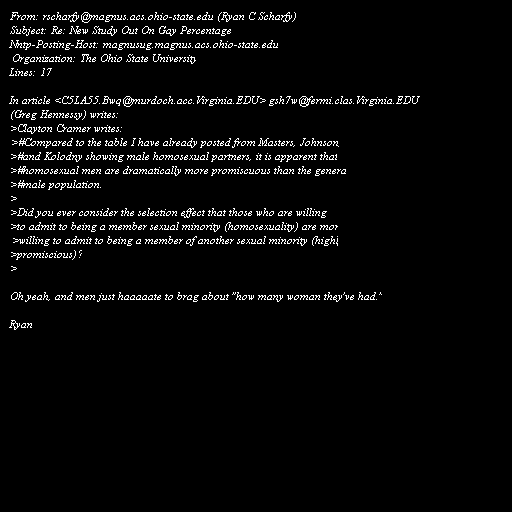 From: rscharfy@magnus.acs.ohio-state.edu (Ryan C Scharfy)
Subject: Re: New Study Out On Gay Percentage
Nntp-Posting-Host: magnusug.magnus.acs.ohio-state.edu
Organization: The Ohio State University
Lines: 17

In article <C5LA55.Bwq@murdoch.acc.Virginia.EDU> gsh7w@fermi.clas.Virginia.EDU
(Greg Hennessy) writes:
>Clayton Cramer writes:
>#Compared to the table I have already posted from Masters, Johnson,
>#and Kolodny showing male homosexual partners, it is apparent that
>#homosexual men are dramatically more promiscuous than the genera
>#male population.
>
>Did you ever consider the selection effect that those who are willing
>to admit to being a member sexual minority (homosexuality) are mor
>willing to admit to being a member of another sexual minority (highl
>promiscious)?
>

Oh yeah, and men just haaaaate to brag about "how many woman they've had."

Ryan